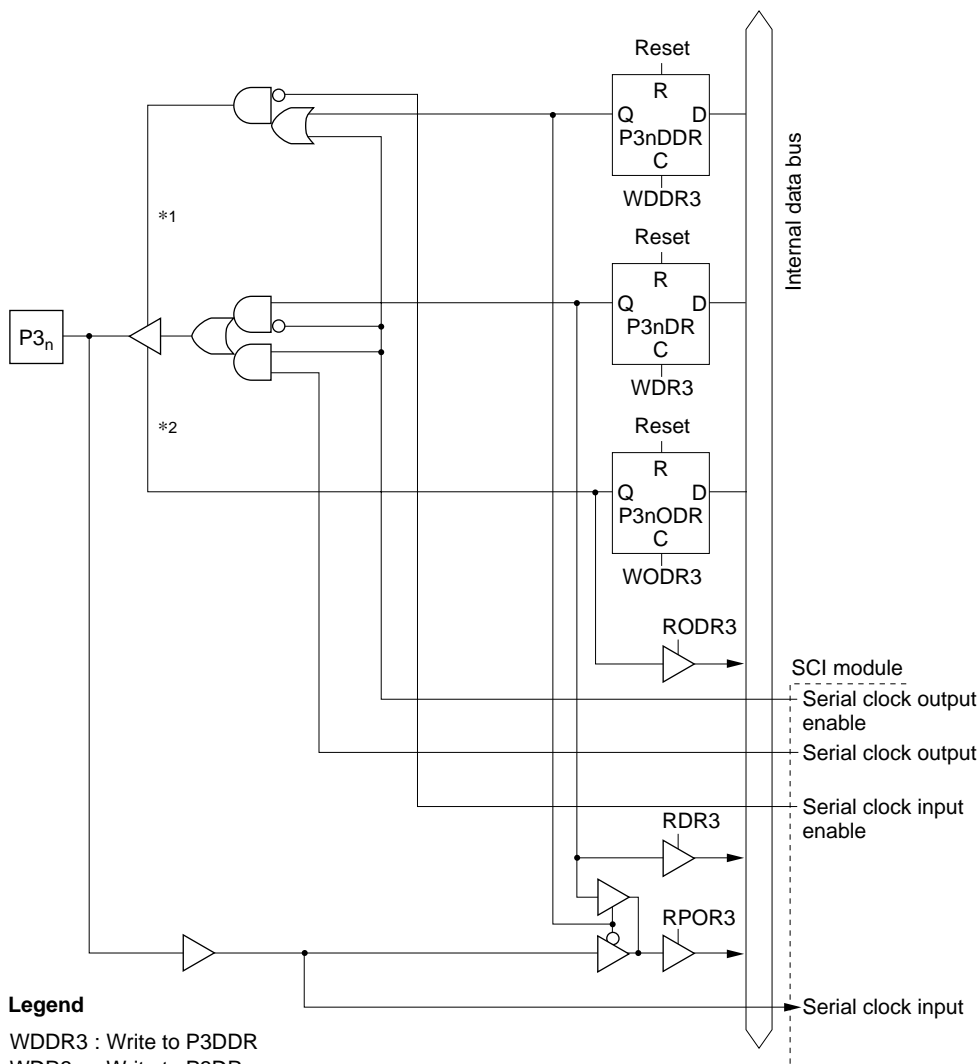 Reset
R
Q D
P3nDDR
C
WDDR3
Internal data bus
*1
Reset
R
Q D
P3nDR
C
WDR3
P3n
*2
Reset
R
Q D
P3nODR
C
WODR3
RODR3
SCI module
Serial clock output
enable
Serial clock output
Serial clock input
enable
RDR3
RPOR3
Serial clock input
Legend
WDDR3 : Write to P3DDR